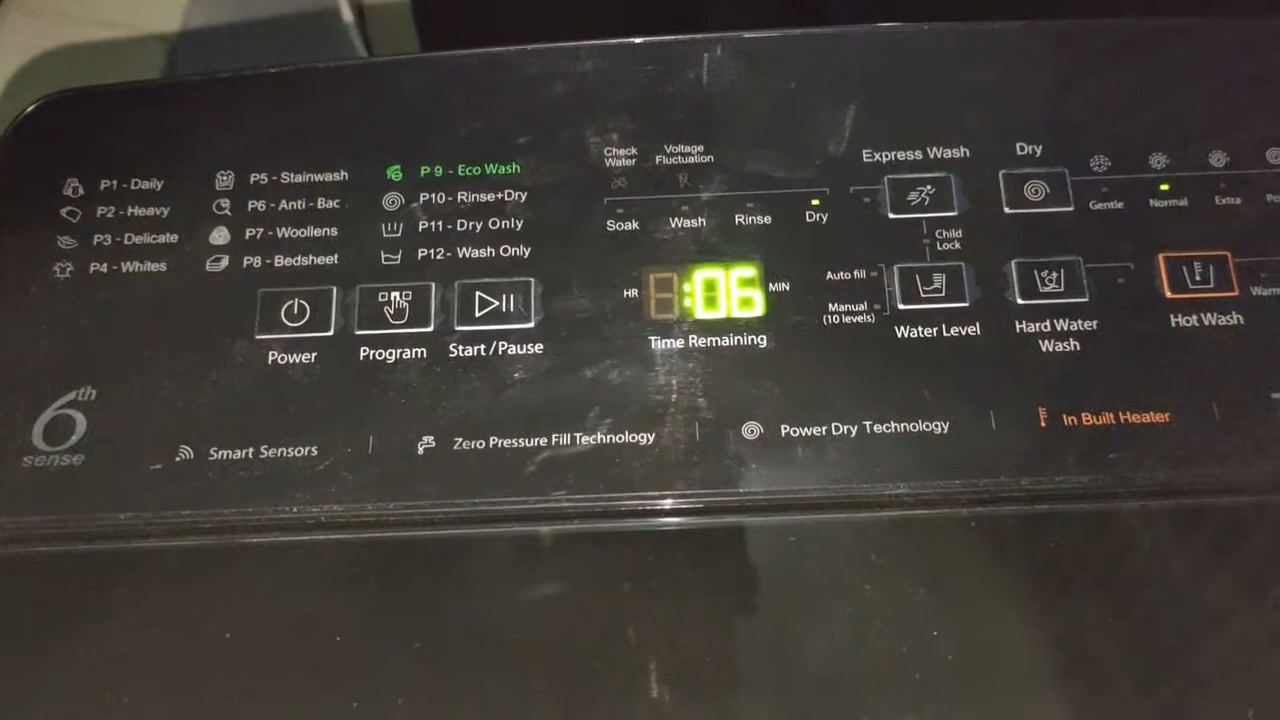 P1 - Daily
P2 - Heavy
P3 - Delicate
P4 - Whites
P5 - Stainwash
P6 - Anti - Bac
P7 - Woollens
P8 - Bedsheet
P 9 - Eco Wash
P10 - Rinse+Dry
P11 - Dry Only
P12- Wash Only
Power
Program
Start / Pause
Check
Water
Voltage
Fluctuation
Soak
Wash
Rinse
Dry
HR
:06
MIN
Time Remaining
Express Wash
Child
Lock
Auto fill
Manual
(10 levels)
Water Level
Dry
Gentle
Normal
Extra
Hard Water
Wash
Hot Wash
6th
sense
Smart Sensors
Zero Pressure Fill Technology
Power Dry Technology
In Built Heater